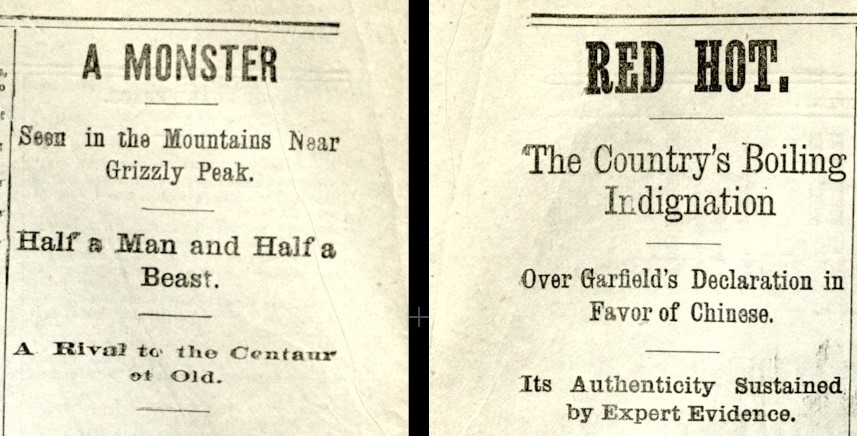 A MONSTER
Seen in the Mountains Near
Grizzly Peak.
Half a Man and Half a
Beast.
A Rival to the Centaur
of Old.
RED HOT.
The Country's Boiling
Indignation
Over Garfield's Declaration in
Favor of Chinese.
Its Authenticity Sustained
by Expert Evidence.